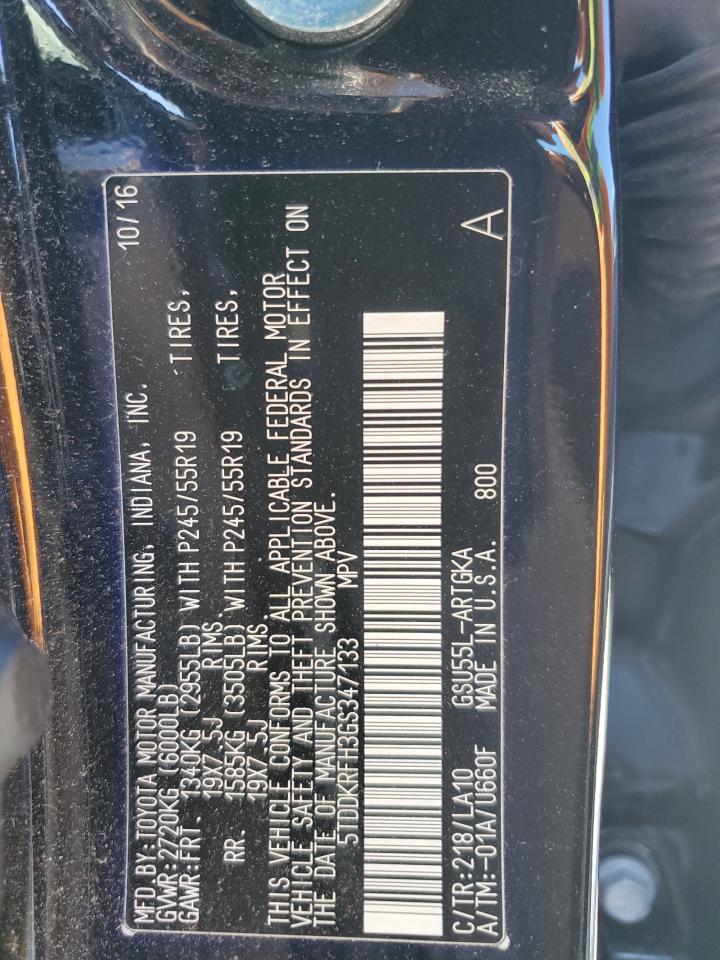 MFD.BY:TOYOTA MOTOR MANUFACTURING, INDIANA, INC. 10/16
GVWR:2720KG (6000LB)
GAWR:FRT. 1340KG (2955LB) WITH P245/55R19 TIRES,
19X7.5J RIMS.
RR. 1585KG (3505LB) WITH P245/55R19 TIRES,
19X7.5J RIMS.
THIS VEHICLE CONFORMS TO ALL APPLICABLE FEDERAL MOTOR
VEHICLE SAFETY AND THEFT PREVENTION STANDARDS IN EFFECT ON
THE DATE OF MANUFACTURE SHOWN ABOVE.
5TDDKRFH3GS347133 MPV
C/TR:218/LA10 GSU55L-ARTGKA
A/TM:-01A/U660F MADE IN U.S.A. 800 A